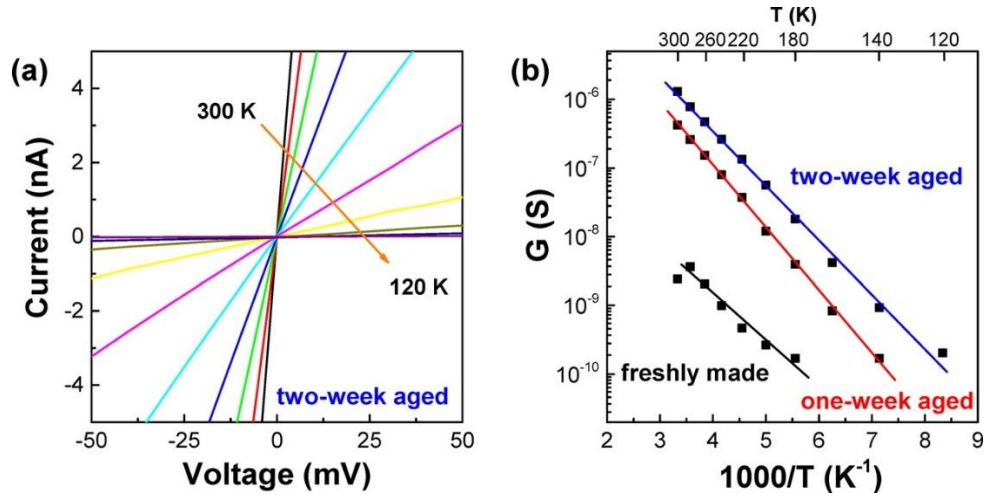 (a)
4
2
0
-2
-4
Current (nA)
300 K
120 K
two-week aged
-50
-25
0
25
50
Voltage (mV)
(b)
T (K)
300 260 220 180 140 120
10-6
10-7
10-8
10-9
10-10
G (S)
two-week aged
freshly made
one-week aged
2 3 4 5 6 7 8 9
1000/T (K-1)